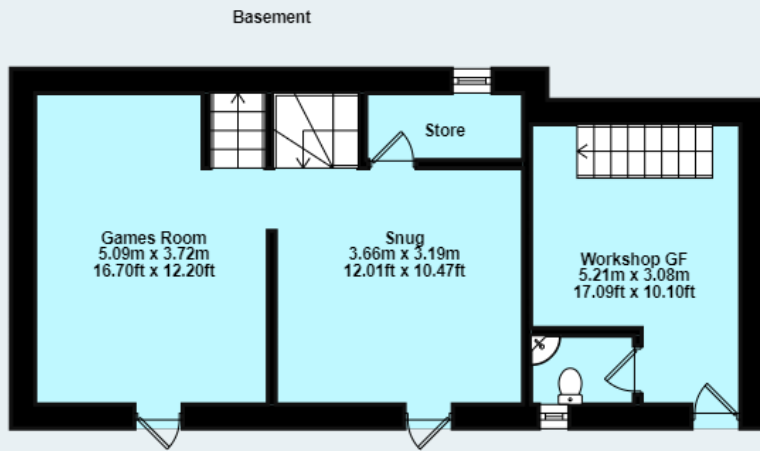 Basement
Store
Games Room
5.09m x 3.72m
16.70ft x 12.20ft
Snug
3.66m x 3.19m
12.01ft x 10.47ft
Workshop GF
5.21m x 3.08m
17.09ft x 10.10ft